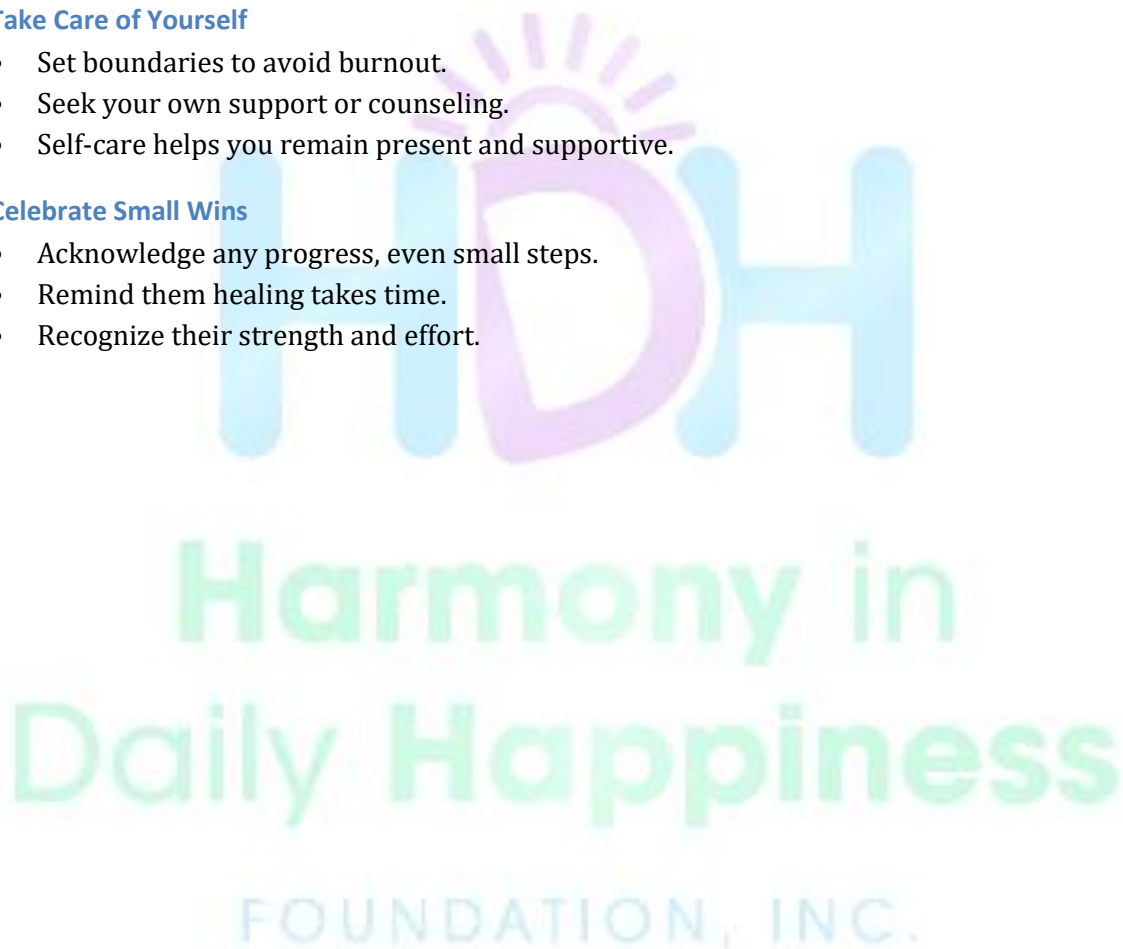 Take Care of Yourself
• Set boundaries to avoid burnout.
• Seek your own support or counseling.
• Self-care helps you remain present and supportive.
Celebrate Small Wins
• Acknowledge any progress, even small steps.
• Remind them healing takes time.
• Recognize their strength and effort.
HDH
Harmony in
Daily Happiness
FOUNDATION, INC.